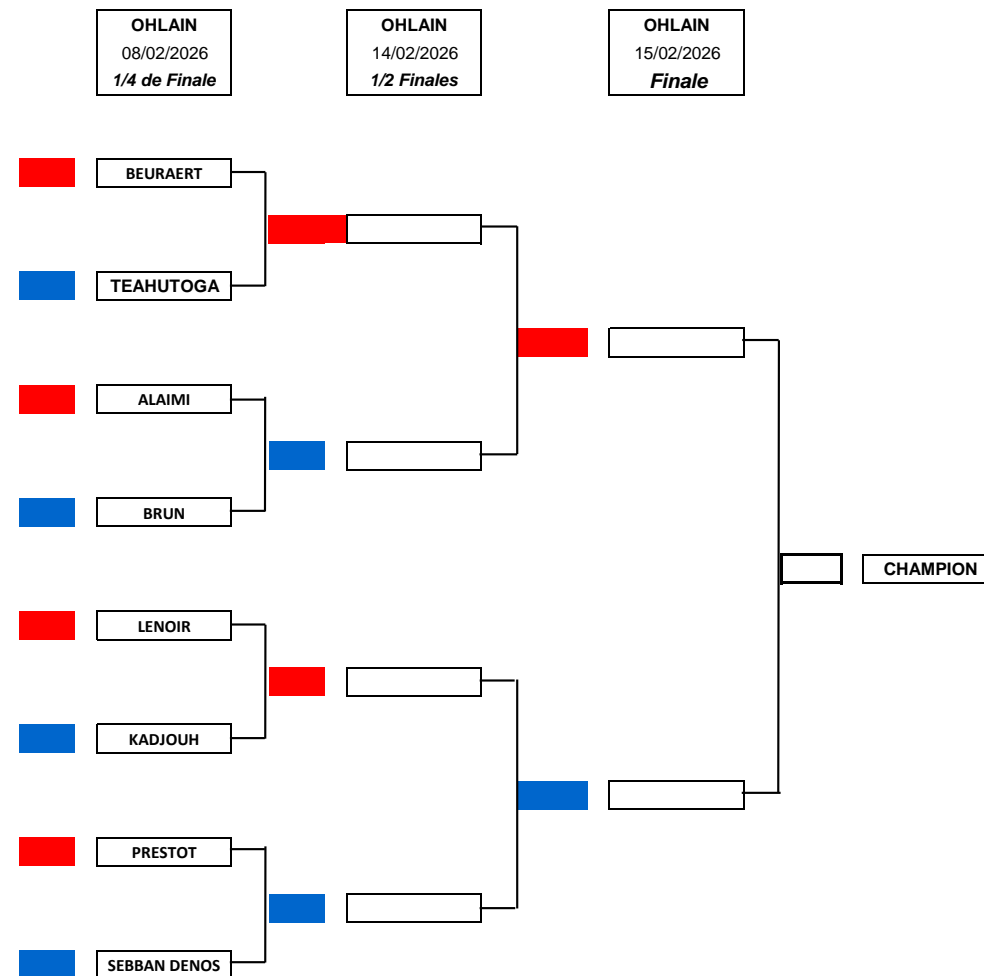 OHLAIN
08/02/2026
1/4 de Finale
OHLAIN
14/02/2026
1/2 Finales
OHLAIN
15/02/2026
Finale
BEURAERT
TEAHUTOGA
ALAIMI
BRUN
CHAMPION
LENOIR
KADJOUH
PRESTOT
SEBBAN DENOS